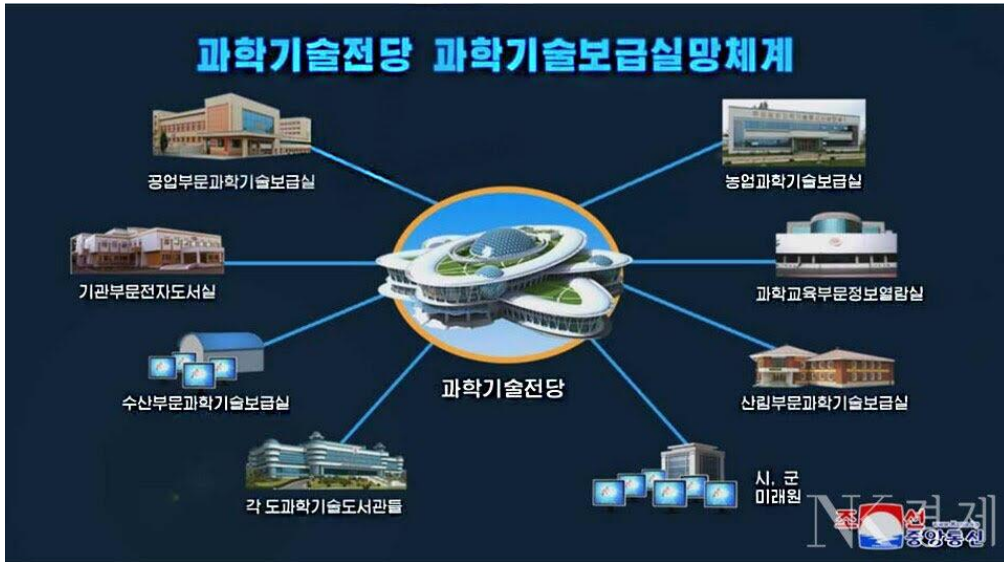 과학기술전당 과학기술보급실망체계
공업부문과학기술보급실
농업과학기술보급실
기관부문전자도서실
과학교육부문정보열람실
수산부문과학기술보급실
과학기술전당
산림부문과학기술보급실
각 도과학기술도서관들
시, 군
미래원
NK경제
조선
중앙통신